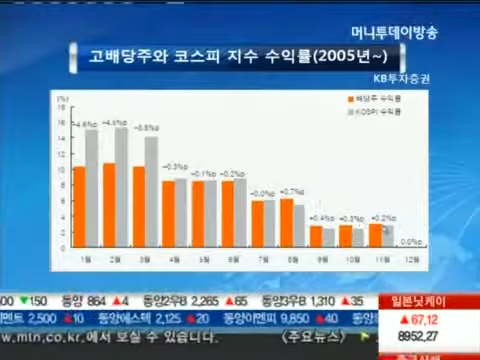 머니투데이방송
고배당주와 코스피 지수 수익률(2005년~)
KB투자증권
(%)
배당주 수익률
KOSPI 수익률
18
16
14
12
10
8
6
4
2
0
-4.6%p
-4.6%p
-3.8%p
-0.3%p
-0.1%p
-0.2%p
-0.0%p
+0.7%p
+0.4%p
+0.3%p
+0.2%p
0.0%p
1월 2월 3월 4월 5월 6월 7월 8월 9월 10월 11월 12월
▼150 동양 864 ▲4 동양2우B 2,265 ▲65 동양3우B 1,310 ▲35
2,500 ▲10 동양에스텍 2,125 ▲20 동양이엔피 9,850 ▲40 동양
www.mtn.co.kr에서 보실 수 있습니다. (주요뉴스) ▶
일본닛케이
▲67,12
8952,27